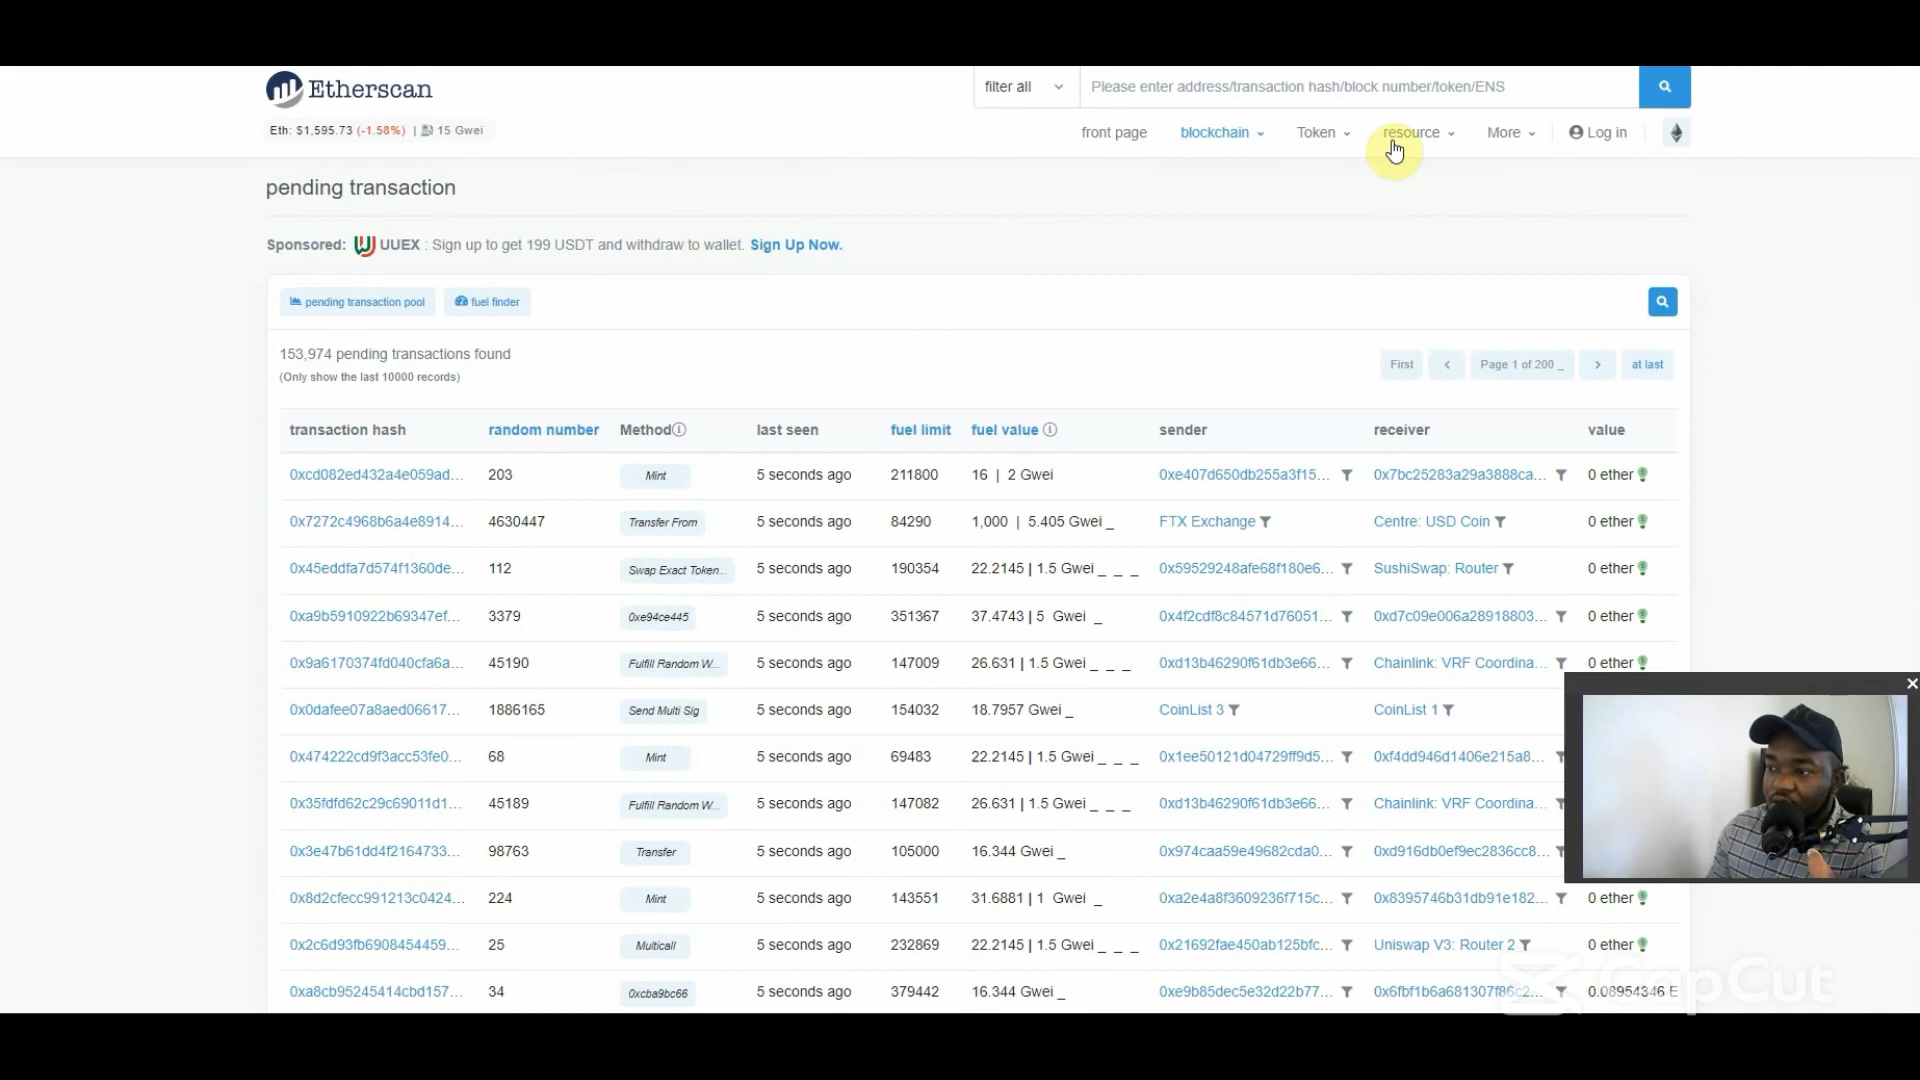 Etherscan
filter all
Please enter address/transaction hash/block number/token/ENS
Eth: $1,595.73 (-1.58%) | 15 Gwei
front page blockchain Token resource More Log in
pending transaction
Sponsored: UUEX : Sign up to get 199 USDT and withdraw to wallet. Sign Up Now.
pending transaction pool fuel finder
153,974 pending transactions found
(Only show the last 10000 records)
First Page 1 of 200 _ at last
transaction hash random number Method last seen fuel limit fuel value sender receiver value
0xcd082ed432a4e059ad... 203 Mint 5 seconds ago 211800 16 | 2 Gwei 0xe407d650db255a3f15... 0x7bc25283a29a3888ca... 0 ether
0x7272c4968b6a4e8914... 4630447 Transfer From 5 seconds ago 84290 1,000 | 5.405 Gwei _ FTX Exchange Centre: USD Coin 0 ether
0x45eddfa7d574f1360de... 112 Swap Exact Token... 5 seconds ago 190354 22.2145 | 1.5 Gwei _ _ _ 0x59529248afe68f180e6... SushiSwap: Router 0 ether
0xa9b5910922b69347ef... 3379 0xe94ce445 5 seconds ago 351367 37.4743 | 5 Gwei _ 0x4f2cdf8c84571d76051... 0xd7c09e006a28918803... 0 ether
0x9a6170374fd040cfa6a... 45190 Fulfill Random W... 5 seconds ago 147009 26.631 | 1.5 Gwei _ _ _ 0xd13b46290f61db3e66... Chainlink: VRF Coordina... 0 ether
0x0dafee07a8aed06617... 1886165 Send Multi Sig 5 seconds ago 154032 18.7957 Gwei _ CoinList 3 CoinList 1
0x474222cd9f3acc53fe0... 68 Mint 5 seconds ago 69483 22.2145 | 1.5 Gwei _ _ _ 0x1ee50121d04729ff9d5... 0xf4dd946d1406e215a8...
0x35fdfd62c29c69011d1... 45189 Fulfill Random W... 5 seconds ago 147082 26.631 | 1.5 Gwei _ _ _ 0xd13b46290f61db3e66... Chainlink: VRF Coordina...
0x3e47b61dd4f2164733... 98763 Transfer 5 seconds ago 105000 16.344 Gwei _ 0x974caa59e49682cda0... 0xd916db0ef9ec2836cc8...
0x8d2cfecc991213c0424... 224 Mint 5 seconds ago 143551 31.6881 | 1 Gwei _ 0xa2e4a8f3609236f715c... 0x8395746b31db91e182... 0 ether
0x2c6d93fb6908454459... 25 Multicall 5 seconds ago 232869 22.2145 | 1.5 Gwei _ _ _ 0x21692fae450ab125bfc... Uniswap V3: Router 2 0 ether
0xa8cb95245414cbd157... 34 0xcba9bc66 5 seconds ago 379442 16.344 Gwei _ 0xe9b85dec5e32d22b77... 0x6fbf1b6a681307f86c2... 0.08954346 E
CapCut